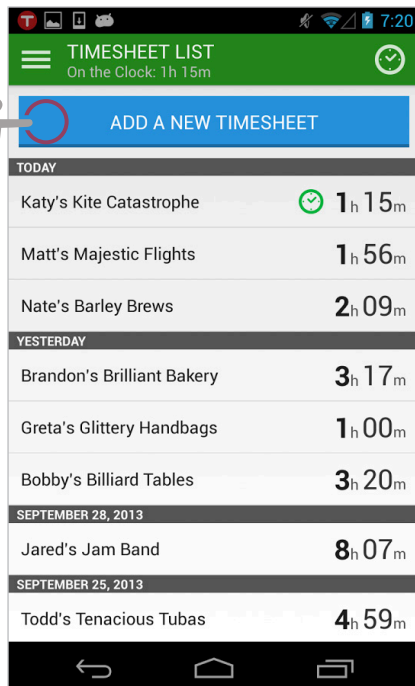 7:20
TIMESHEET LIST
On the Clock: 1h 15m
ADD A NEW TIMESHEET
TODAY
Katy's Kite Catastrophe 1h 15m
Matt's Majestic Flights 1h 56m
Nate's Barley Brews 2h 09m
YESTERDAY
Brandon's Brilliant Bakery 3h 17m
Greta's Glittery Handbags 1h 00m
Bobby's Billiard Tables 3h 20m
SEPTEMBER 28, 2013
Jared's Jam Band 8h 07m
SEPTEMBER 25, 2013
Todd's Tenacious Tubas 4h 59m